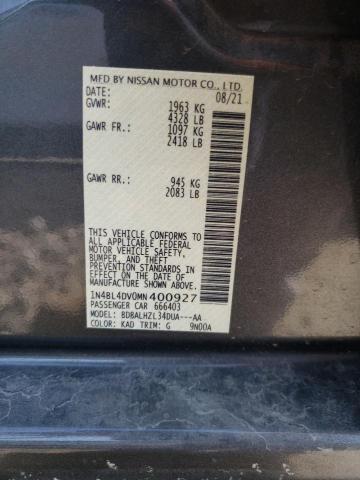 MFD BY NISSAN MOTOR CO., LTD.
DATE: 08/21
GVWR: 1963 KG
4328 LB
GAWR FR: 1097 KG
2418 LB
GAWR RR: 945 KG
2083 LB
THIS VEHICLE CONFORMS TO
ALL APPLICABLE FEDERAL
MOTOR VEHICLE SAFETY,
BUMPER, AND THEFT
PREVENTION STANDARDS IN
EFFECT ON THE DATE OF
MANUFACTURE SHOWN ABOVE.
1N4BL4DV0MN400927
PASSENGER CAR 666403
MODEL: BDBALHZL34DUA---AA
COLOR: KAD TRIM: G 9N00A